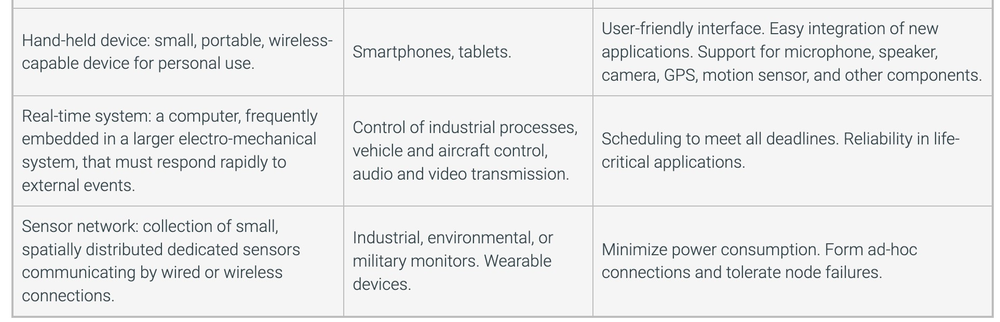 Hand-held device: small, portable, wireless-
capable device for personal use.
Smartphones, tablets.
User-friendly interface. Easy integration of new
applications. Support for microphone, speaker,
camera, GPS, motion sensor, and other components.
Real-time system: a computer, frequently
embedded in a larger electro-mechanical
system, that must respond rapidly to
external events.
Control of industrial processes,
vehicle and aircraft control,
audio and video transmission.
Scheduling to meet all deadlines. Reliability in life-
critical applications.
Sensor network: collection of small,
spatially distributed dedicated sensors
communicating by wired or wireless
connections.
Industrial, environmental, or
military monitors. Wearable
devices.
Minimize power consumption. Form ad-hoc
connections and tolerate node failures.